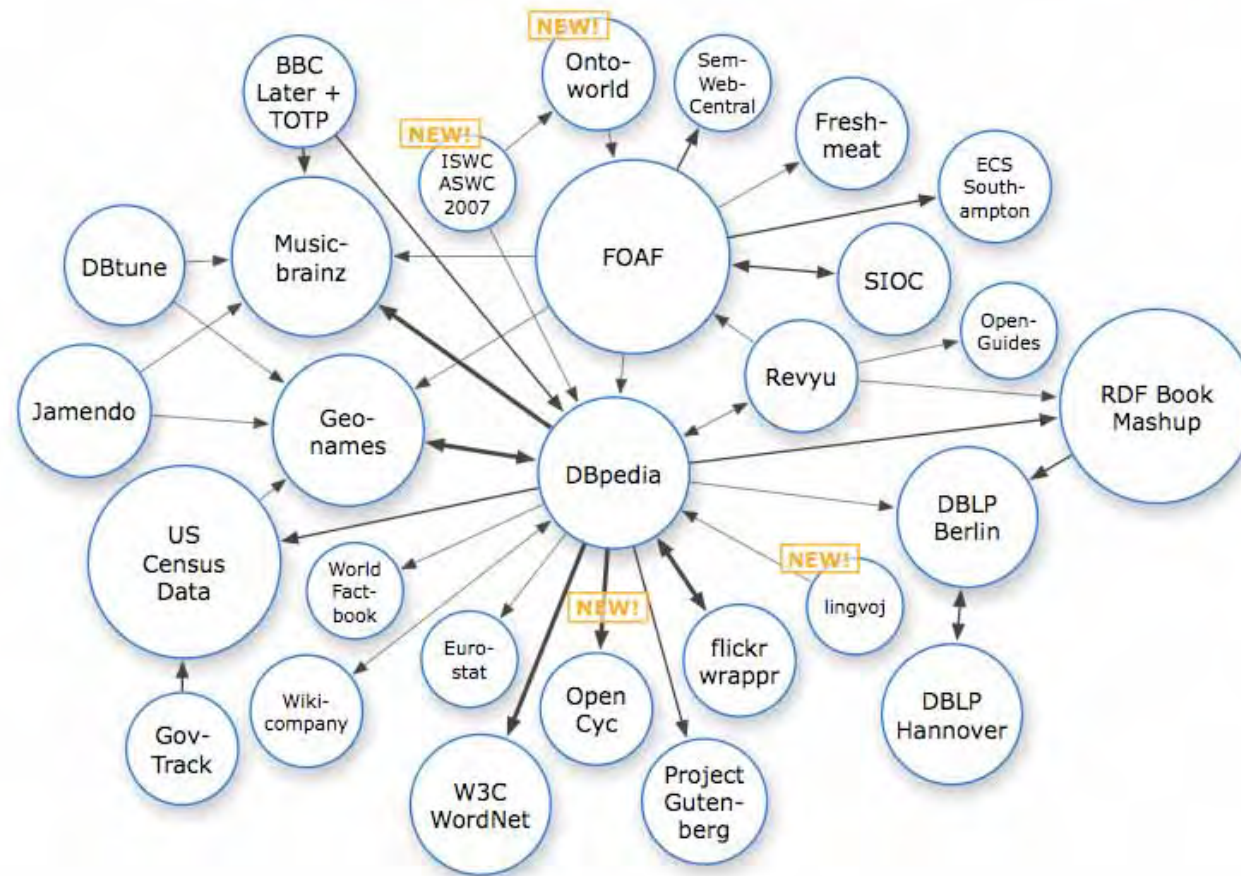 NEW!
BBC
Later +
TOTP
Onto-
world
Sem-
Web-
Central
Fresh-
meat
NEW!
ISWC
ASWC
2007
ECS
South-
ampton
DBtune
Music-
brainz
FOAF
SIOC
Open-
Guides
Jamendo
Geo-
names
Revyu
RDF Book
Mashup
DBpedia
DBLP
Berlin
US
Census
Data
World
Fact-
book
NEW!
lingvoj
NEW!
Euro-
stat
flickr
wrappr
Wiki-
company
Open
Cyc
DBLP
Hannover
Gov-
Track
W3C
WordNet
Project
Guten-
berg